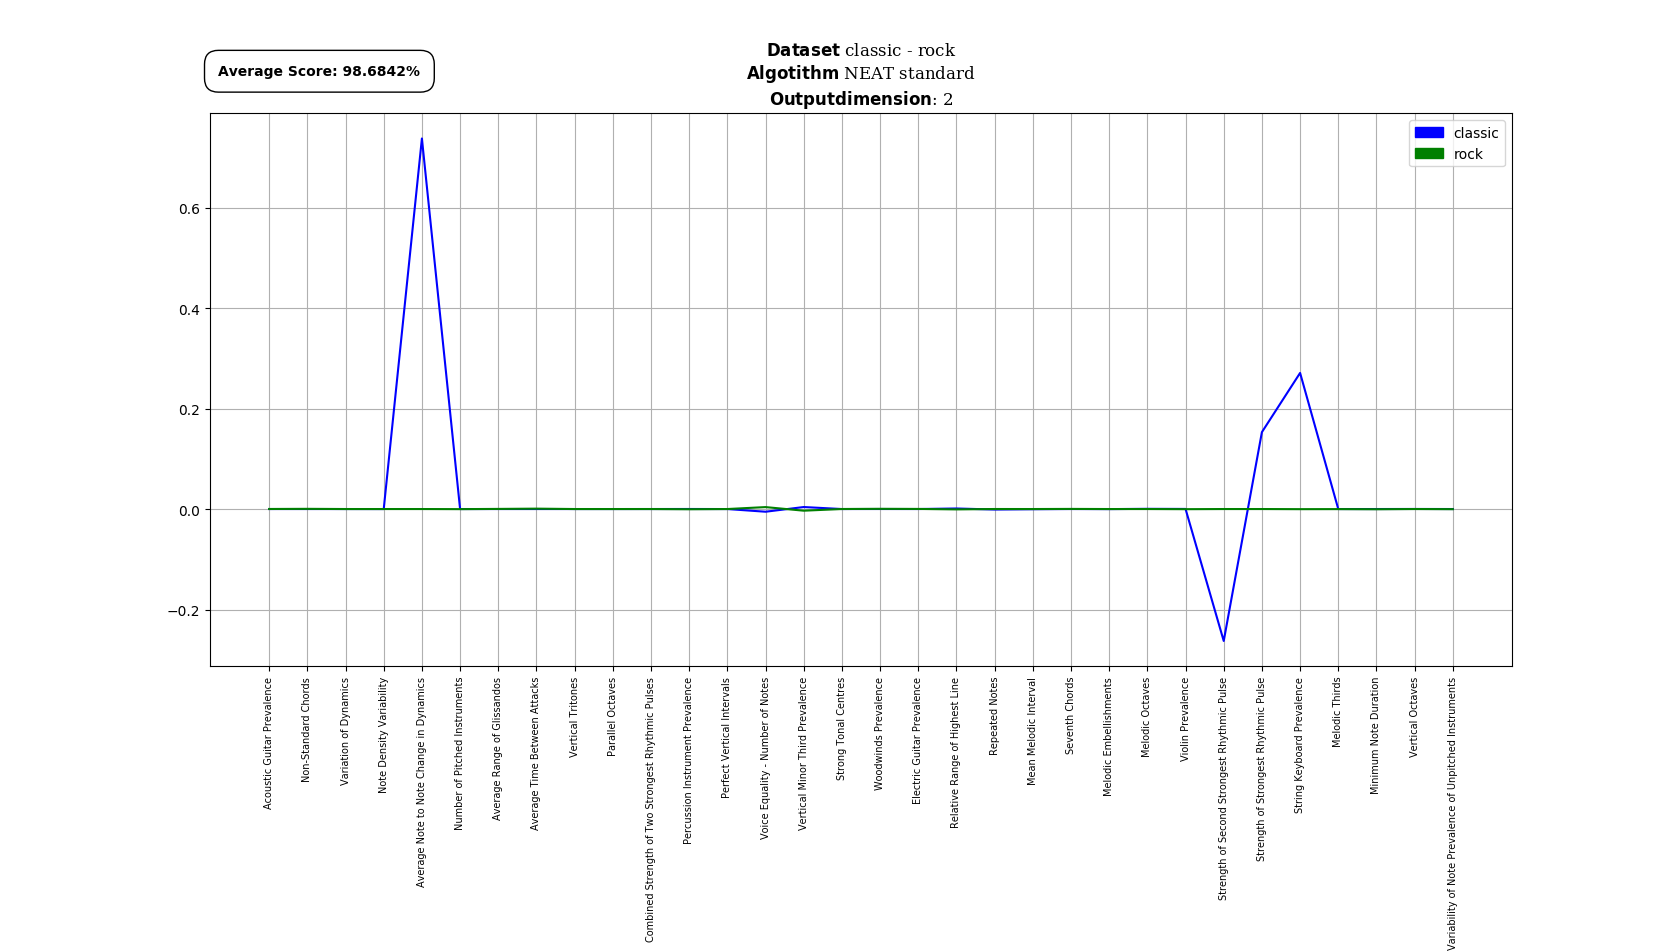 Dataset classic - rock
Average Score: 98.6842%
Algotithm NEAT standard
Outputdimension: 2
classic
rock
0.6
0.4
0.2
0.0
−0.2
Acoustic Guitar Prevalence
Non-Standard Chords
Variation of Dynamics
Note Density Variability
Average Note to Note Change in Dynamics
Number of Pitched Instruments
Average Range of Glissandos
Average Time Between Attacks
Vertical Tritones
Parallel Octaves
Combined Strength of Two Strongest Rhythmic Pulses
Percussion Instrument Prevalence
Perfect Vertical Intervals
Voice Equality - Number of Notes
Vertical Minor Third Prevalence
Strong Tonal Centres
Woodwinds Prevalence
Electric Guitar Prevalence
Relative Range of Highest Line
Repeated Notes
Mean Melodic Interval
Seventh Chords
Melodic Embellishments
Melodic Octaves
Violin Prevalence
Strength of Second Strongest Rhythmic Pulse
Strength of Strongest Rhythmic Pulse
String Keyboard Prevalence
Melodic Thirds
Minimum Note Duration
Vertical Octaves
Variability of Note Prevalence of Unpitched Instruments